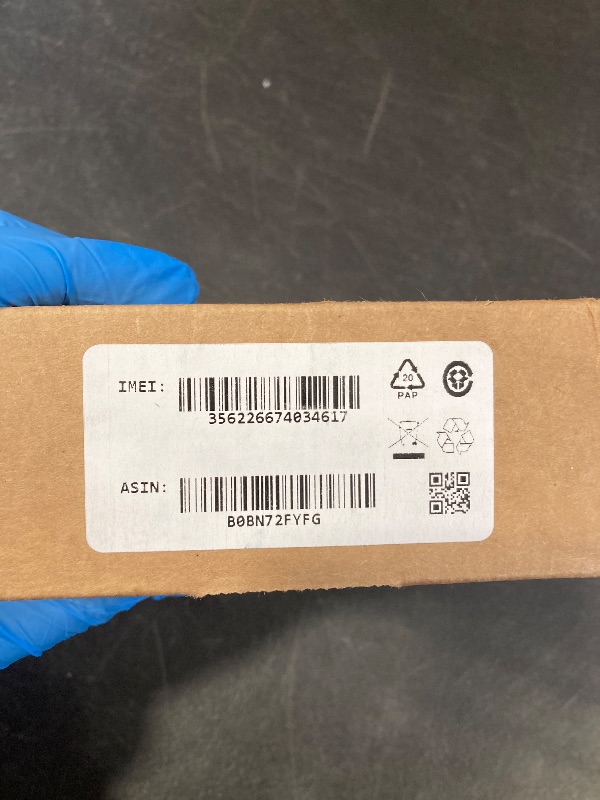 IMEI:
356226674034617
20
PAP
ASIN:
B0BN72FYFG